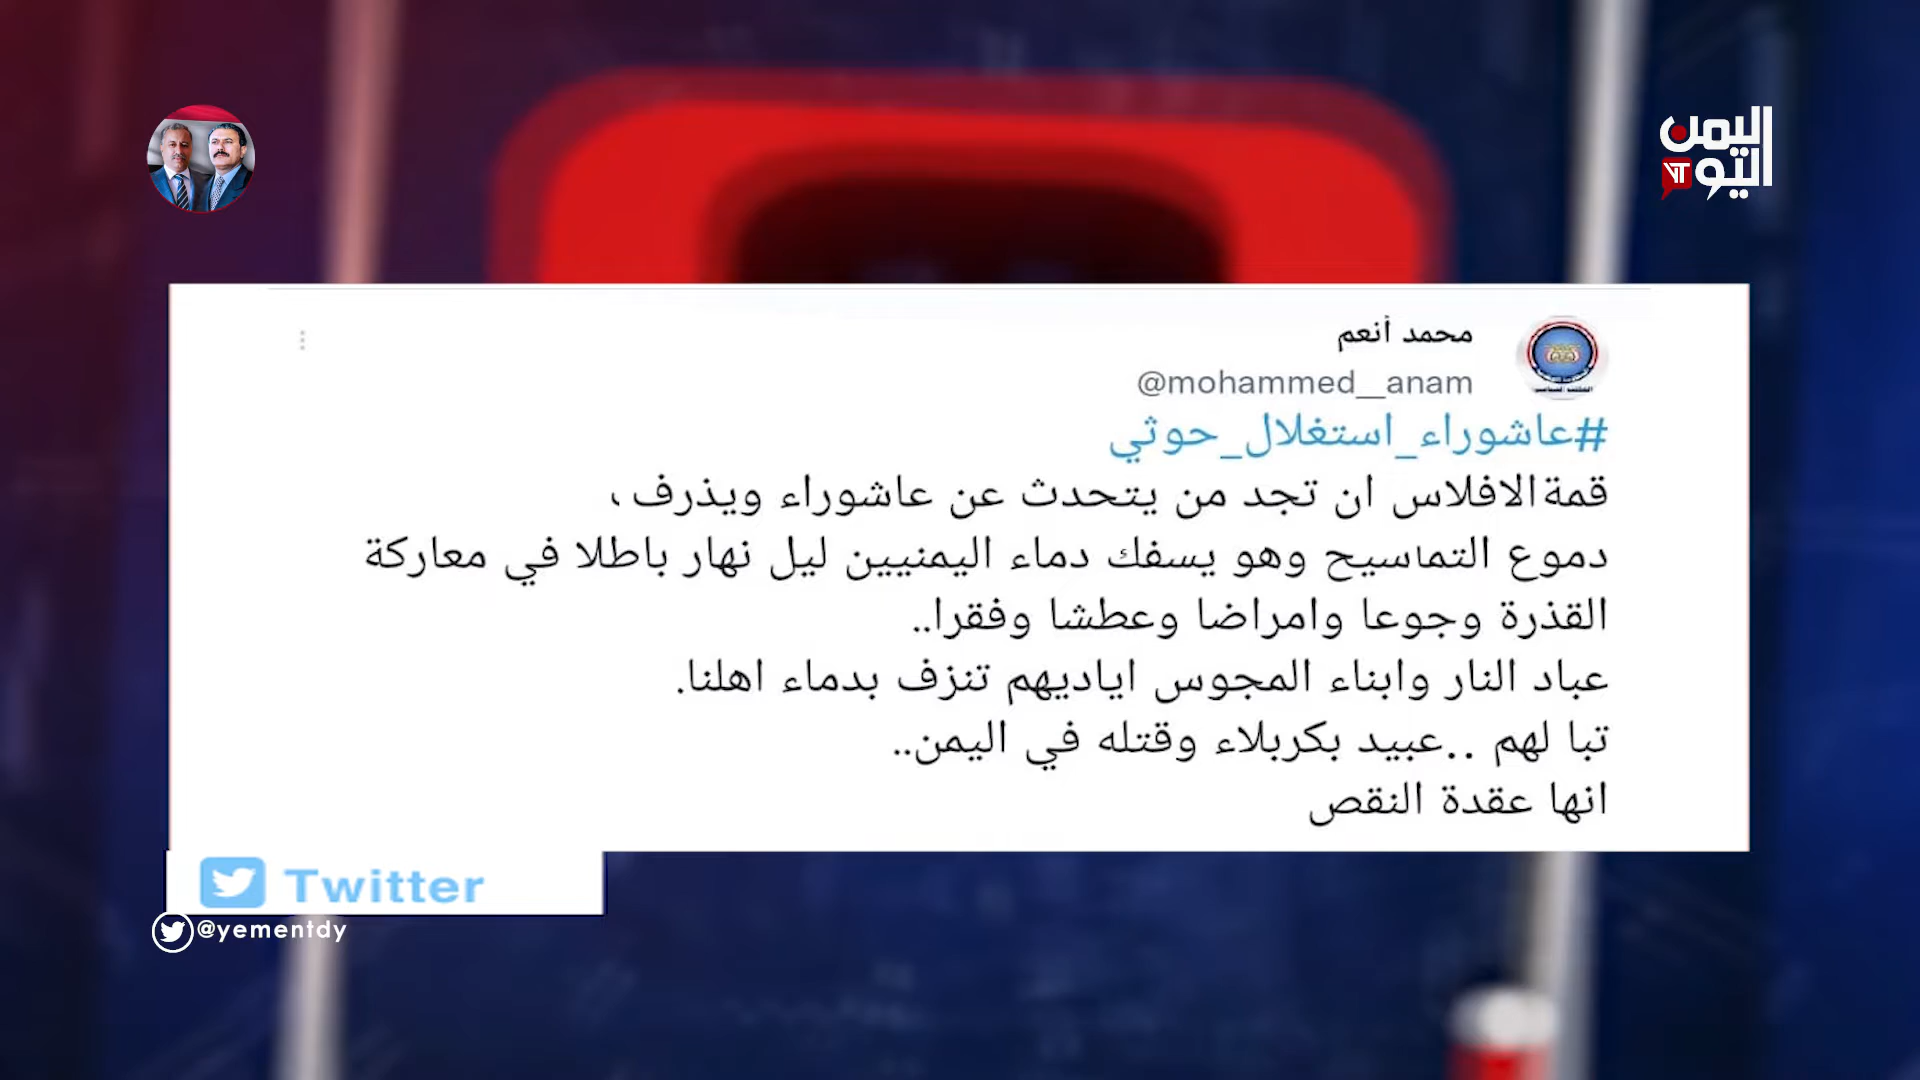 اليمن
اليوم
YT
محمد أنعم
@mohammed__anam
#عاشوراء_استغلال_حوثي
قمة الافلاس ان تجد من يتحدث عن عاشوراء ويذرف ،
دموع التماسيح وهو يسفك دماء اليمنيين ليل نهار باطلا في معاركة
القذرة وجوعا وامراضا وعطشا وفقرا..
عباد النار وابناء المجوس اياديهم تنزف بدماء اهلنا.
تبا لهم ..عبيد بكربلاء وقتله في اليمن..
انها عقدة النقص
Twitter
@yementdy